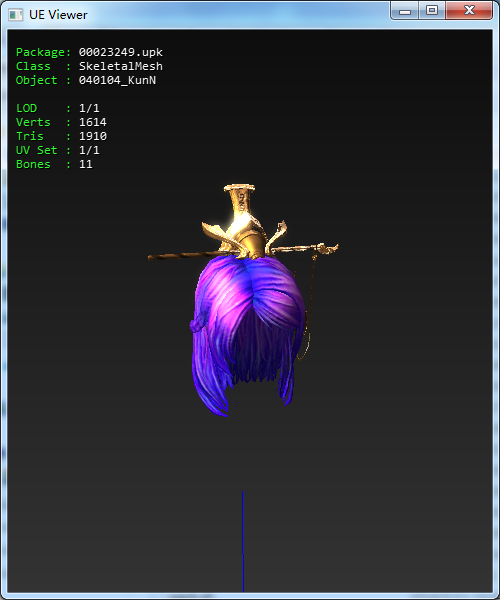 UE Viewer
Package: 00023249.upk
Class : SkeletalMesh
Object : 040104_KunN
LOD : 1/1
Verts : 1614
Tris : 1910
UV Set : 1/1
Bones : 11